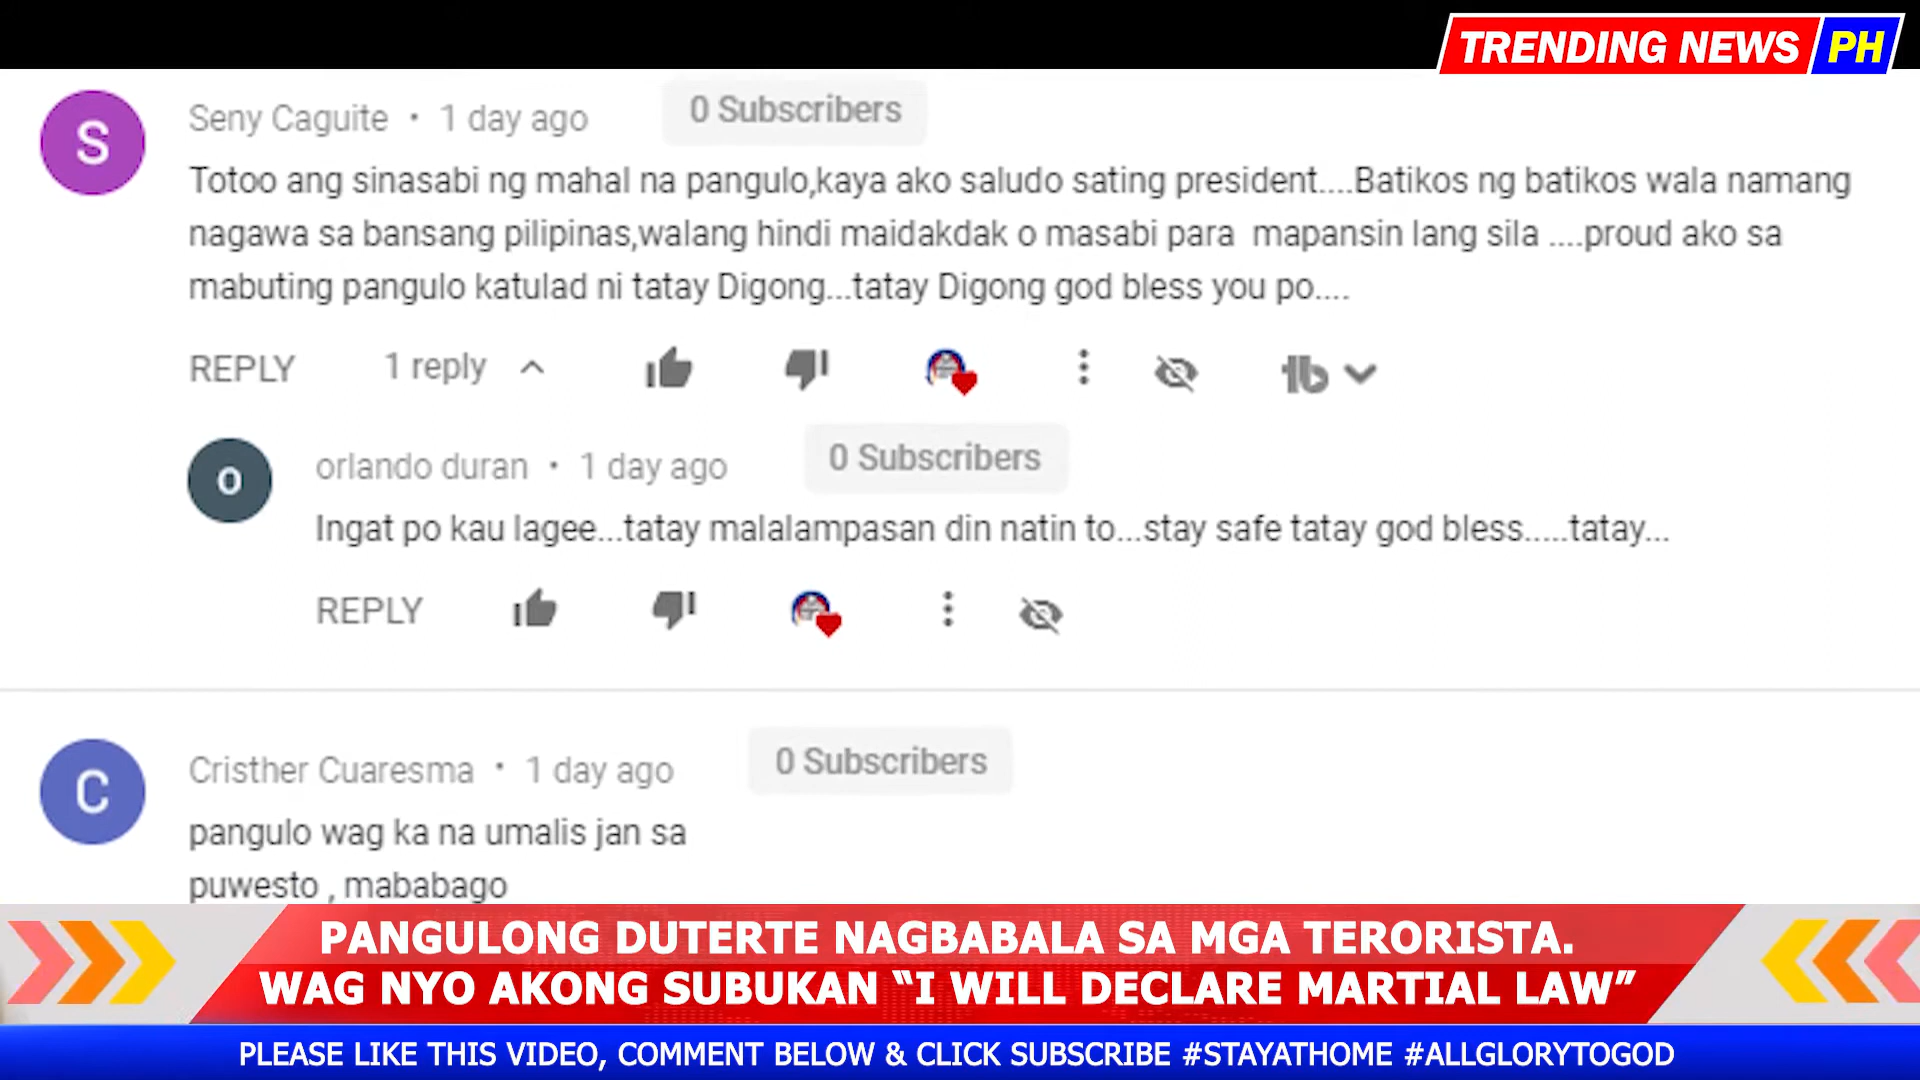 TRENDING NEWS PH
S
Seny Caguite • 1 day ago 0 Subscribers
Totoo ang sinasabi ng mahal na pangulo,kaya ako saludo sating president....Batikos ng batikos wala namang
nagawa sa bansang pilipinas,walang hindi maidakdak o masabi para mapansin lang sila ....proud ako sa
mabuting pangulo katulad ni tatay Digong...tatay Digong god bless you po....
REPLY 1 reply
o
orlando duran • 1 day ago 0 Subscribers
Ingat po kau lagee...tatay malalampasan din natin to...stay safe tatay god bless.....tatay...
REPLY
C
Cristher Cuaresma • 1 day ago 0 Subscribers
pangulo wag ka na umalis jan sa
puwesto , mababago
PANGULONG DUTERTE NAGBABALA SA MGA TERORISTA.
WAG NYO AKONG SUBUKAN “I WILL DECLARE MARTIAL LAW”
PLEASE LIKE THIS VIDEO, COMMENT BELOW & CLICK SUBSCRIBE #STAYATHOME #ALLGLORYTOGOD